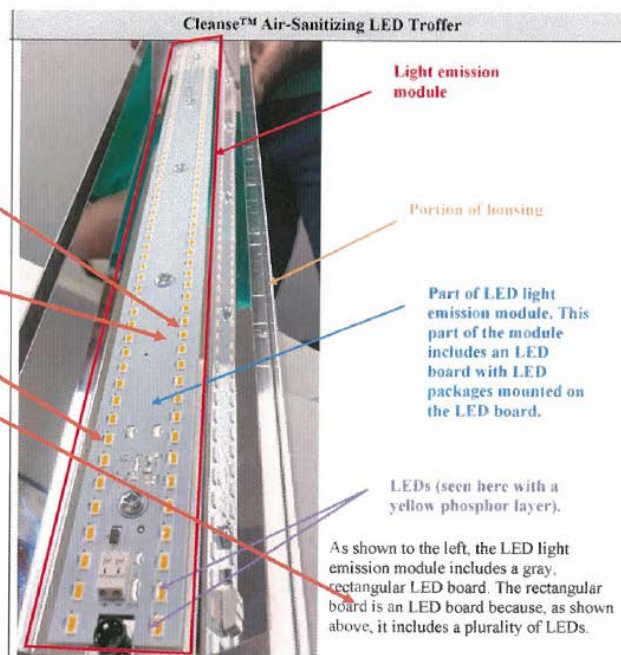 Cleanse™ Air-Sanitizing LED Troffer
Light emission
module
Portion of housing
Part of LED light
emission module. This
part of the module
includes an LED
board with LED
packages mounted on
the LED board.
LEDs (seen here with a
yellow phosphor layer).
As shown to the left, the LED light
emission module includes a gray,
rectangular LED board. The rectangular
board is an LED board because, as shown
above, it includes a plurality of LEDs.